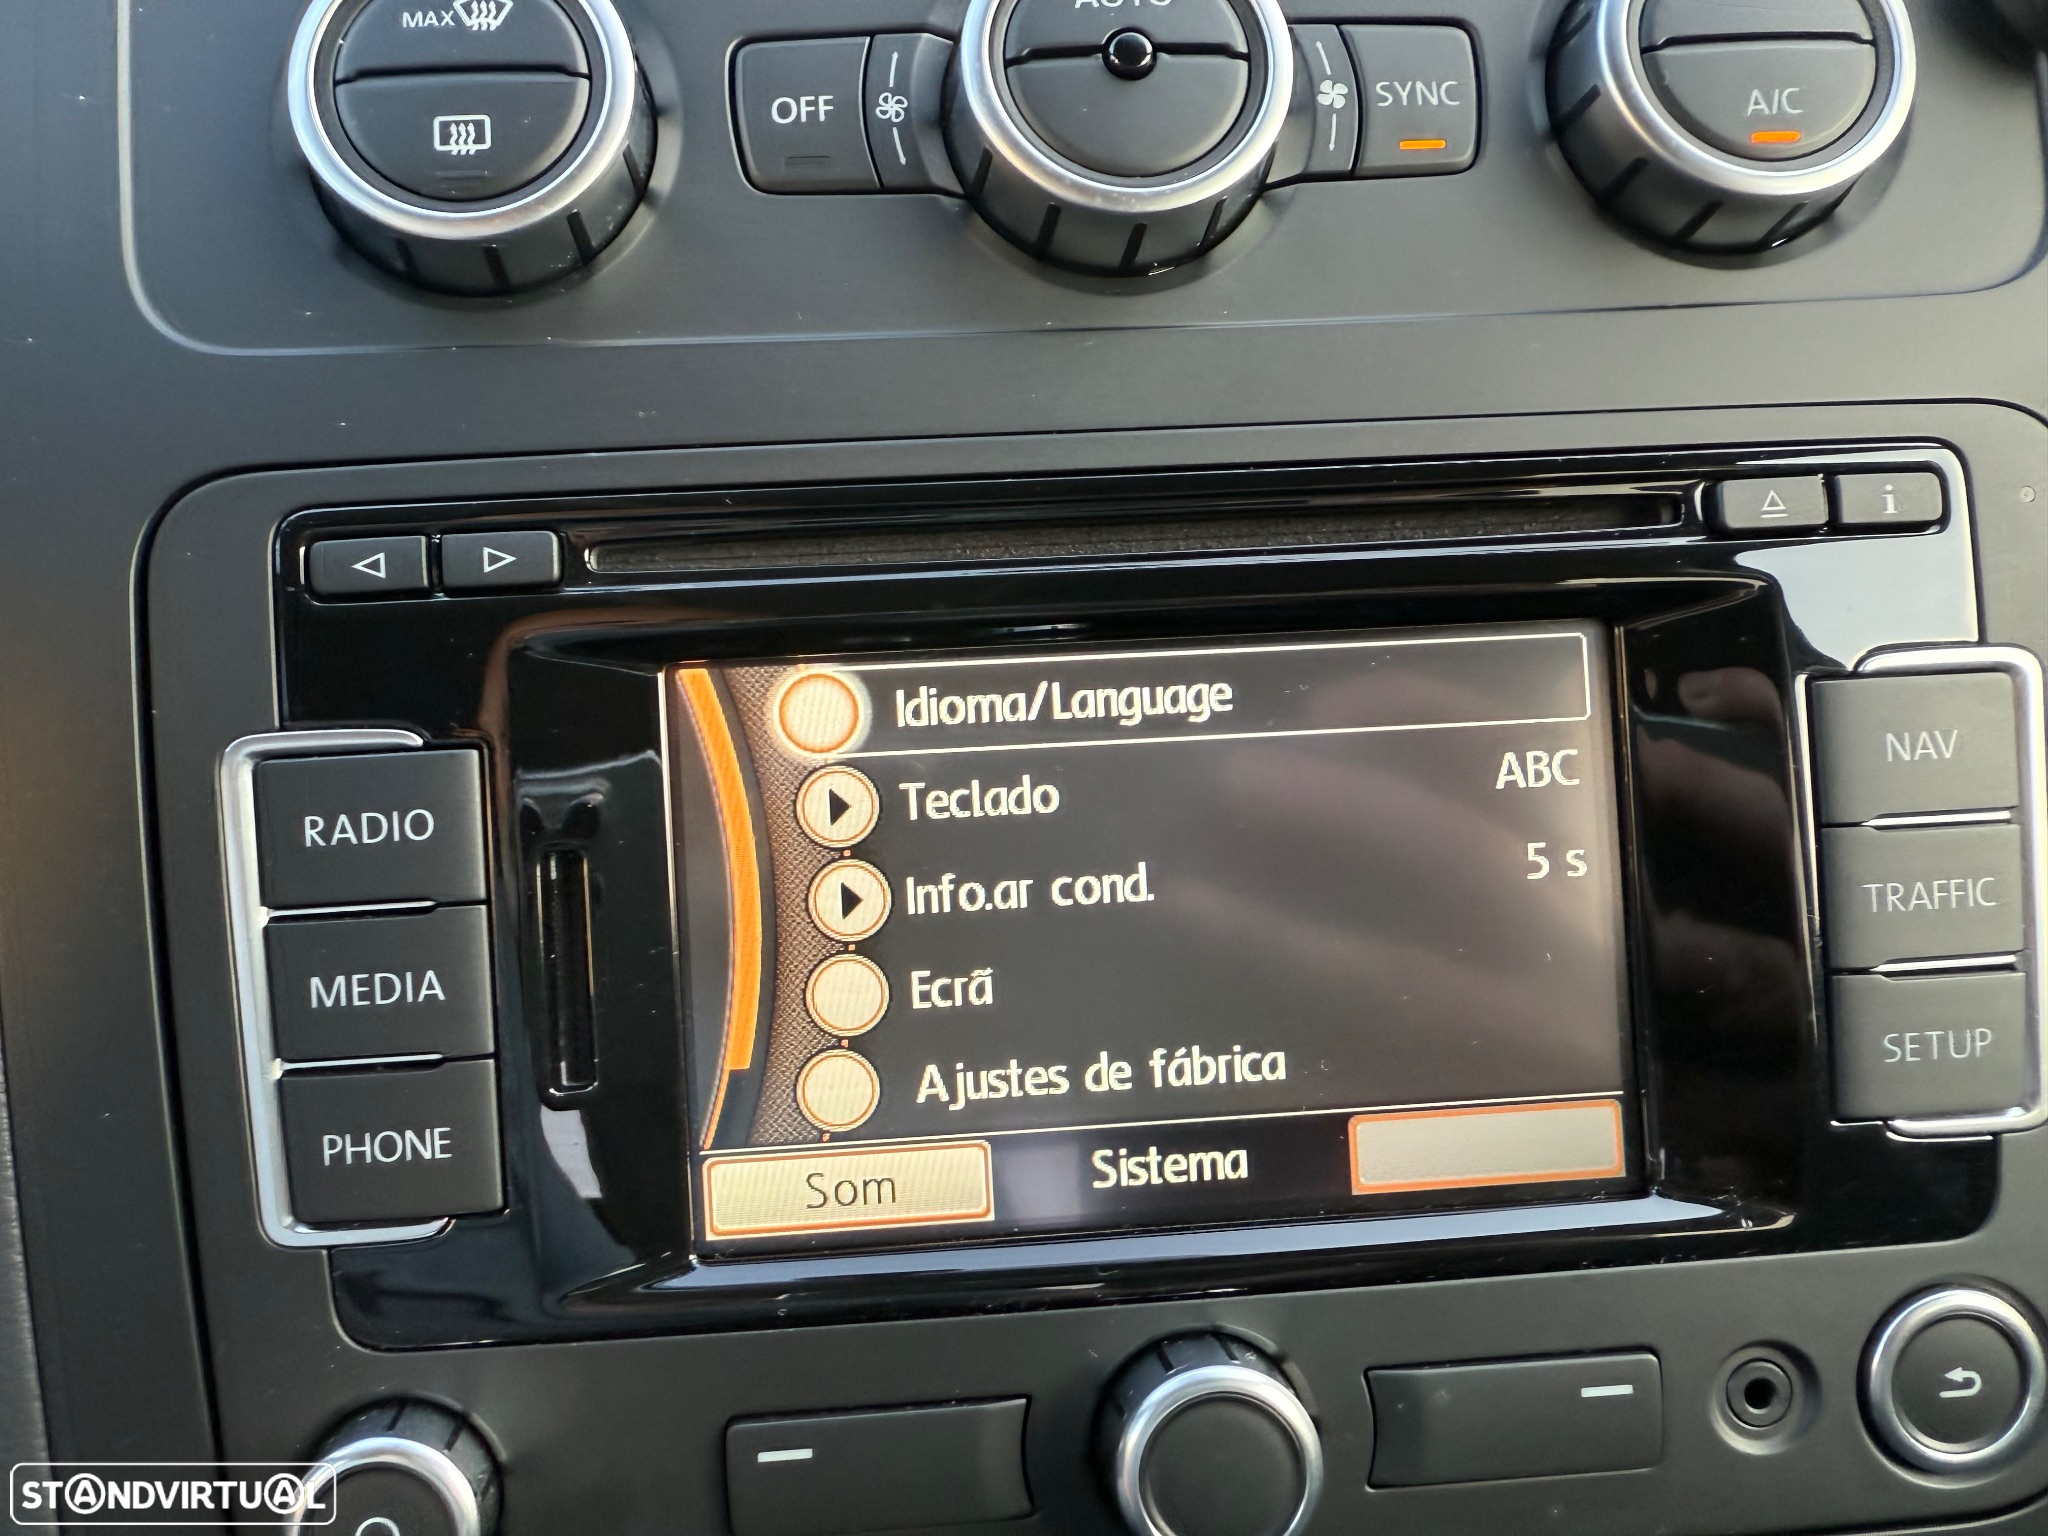 MAX
AUTO
OFF
SYNC
A/C
i
Idioma/Language
Teclado ABC
Info.ar cond. 5 s
Ecrã
Ajustes de fábrica
Som
Sistema
RADIO
MEDIA
PHONE
NAV
TRAFFIC
SETUP
STANDVIRTUAL